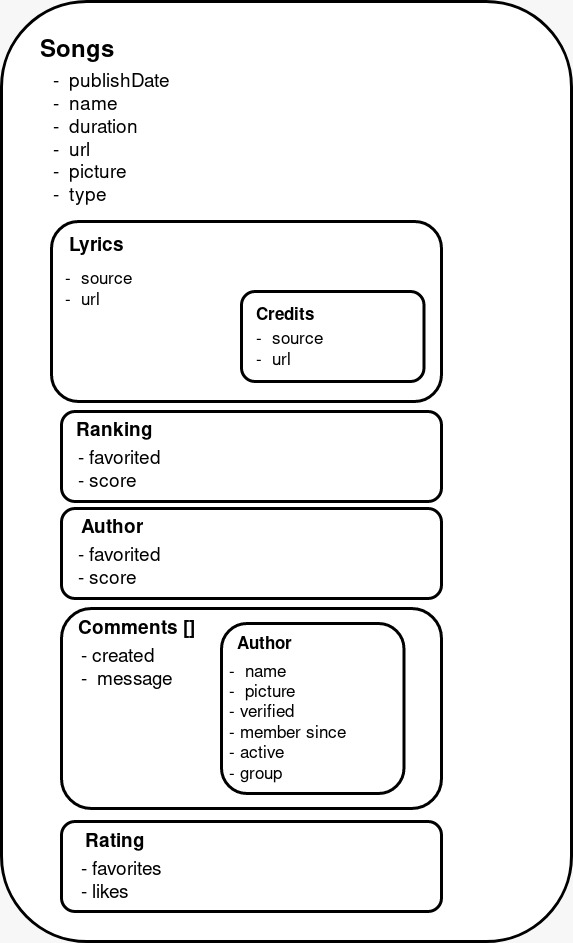 Songs
- publishDate
- name
- duration
- url
- picture
- type
Lyrics
- source
- url
Credits
- source
- url
Ranking
- favorited
- score
Author
- favorited
- score
Comments []
- created
- message
Author
- name
- picture
- verified
- member since
- active
- group
Rating
- favorites
- likes